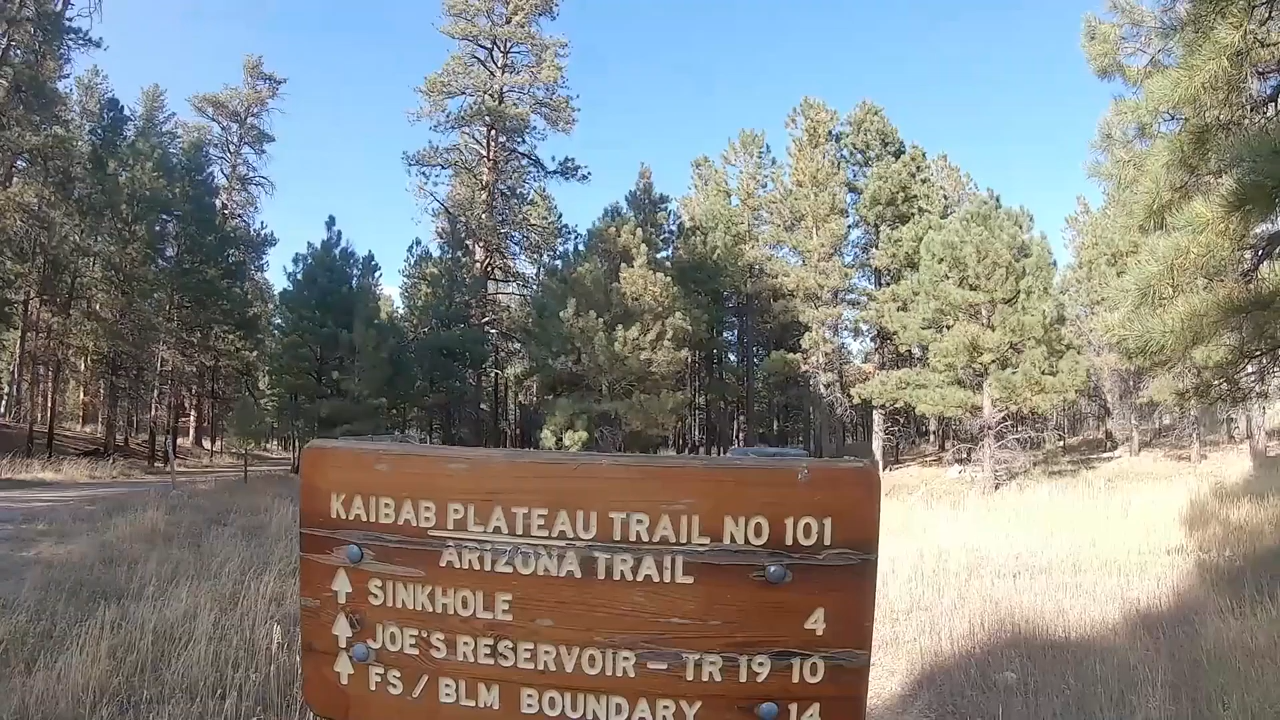 KAIBAB PLATEAU TRAIL NO 101
ARIZONA TRAIL
SINKHOLE 4
JOE'S RESERVOIR – TR 19 10
FS / BLM BOUNDARY 14